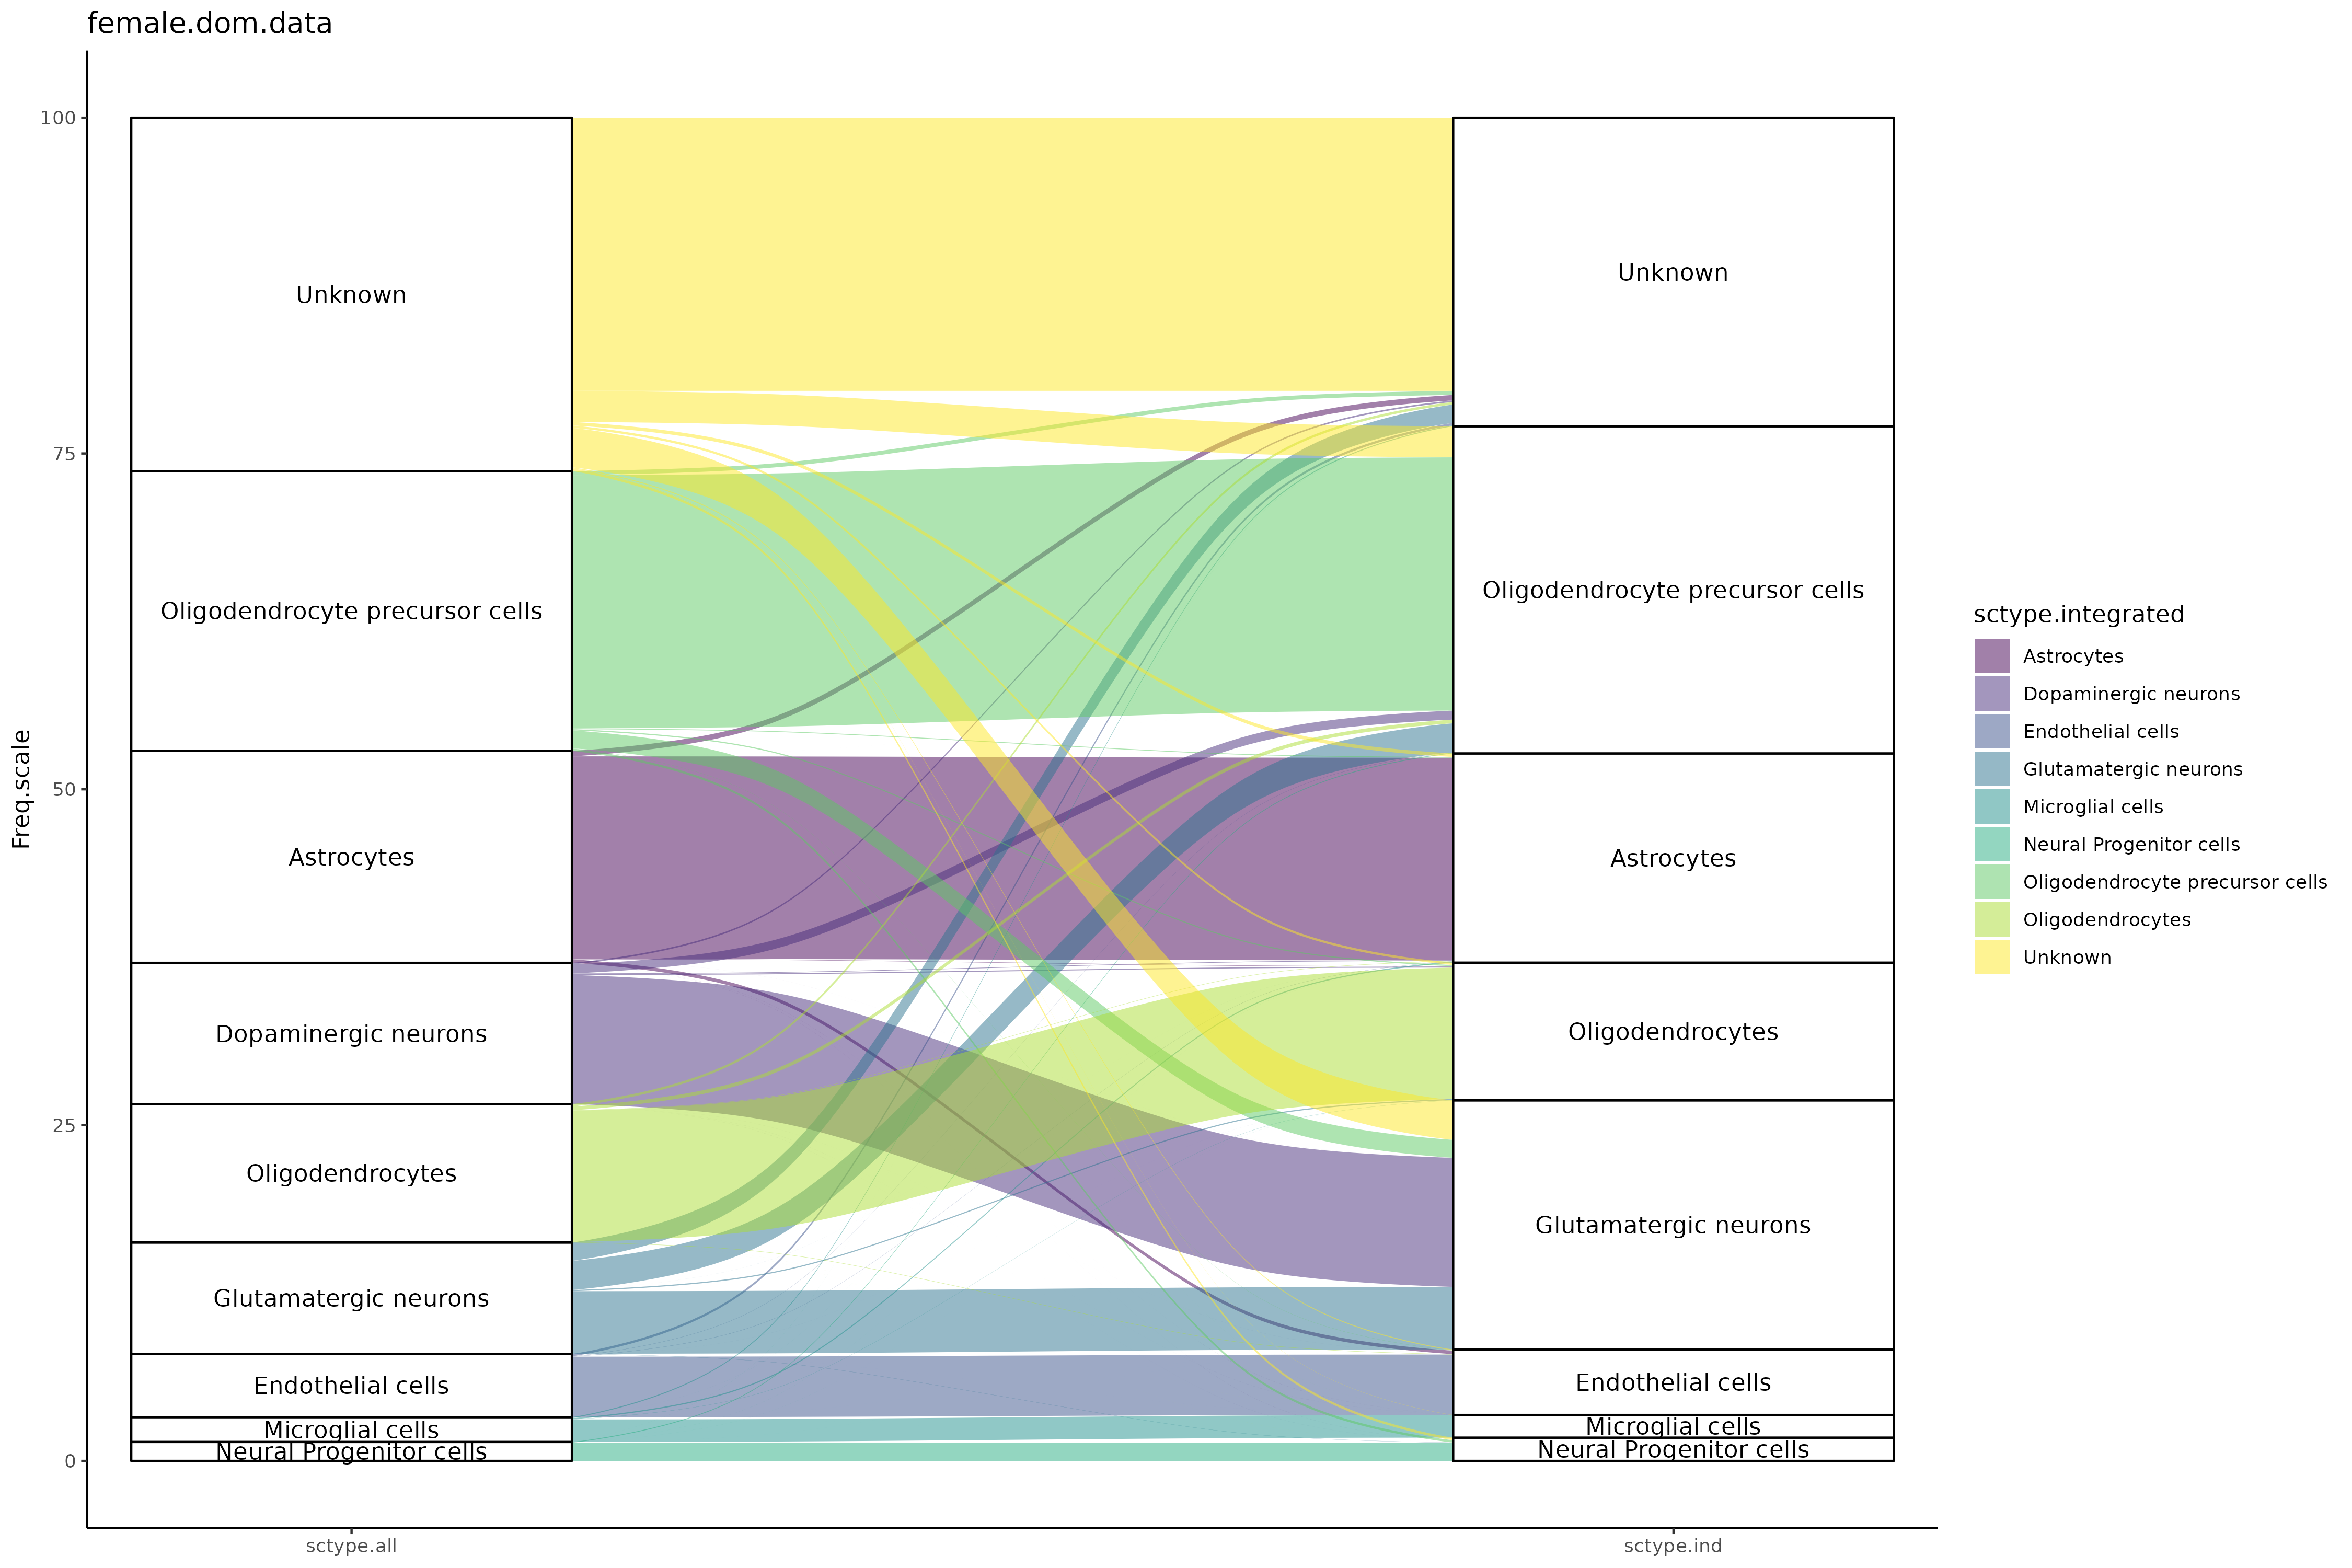 female.dom.data
Freq.scale
100
75
50
25
0
Unknown
Oligodendrocyte precursor cells
Astrocytes
Dopaminergic neurons
Oligodendrocytes
Glutamatergic neurons
Endothelial cells
Microglial cells
Neural Progenitor cells
Unknown
Oligodendrocyte precursor cells
Astrocytes
Oligodendrocytes
Glutamatergic neurons
Endothelial cells
Microglial cells
Neural Progenitor cells
sctype.all
sctype.ind
sctype.integrated
Astrocytes
Dopaminergic neurons
Endothelial cells
Glutamatergic neurons
Microglial cells
Neural Progenitor cells
Oligodendrocyte precursor cells
Oligodendrocytes
Unknown